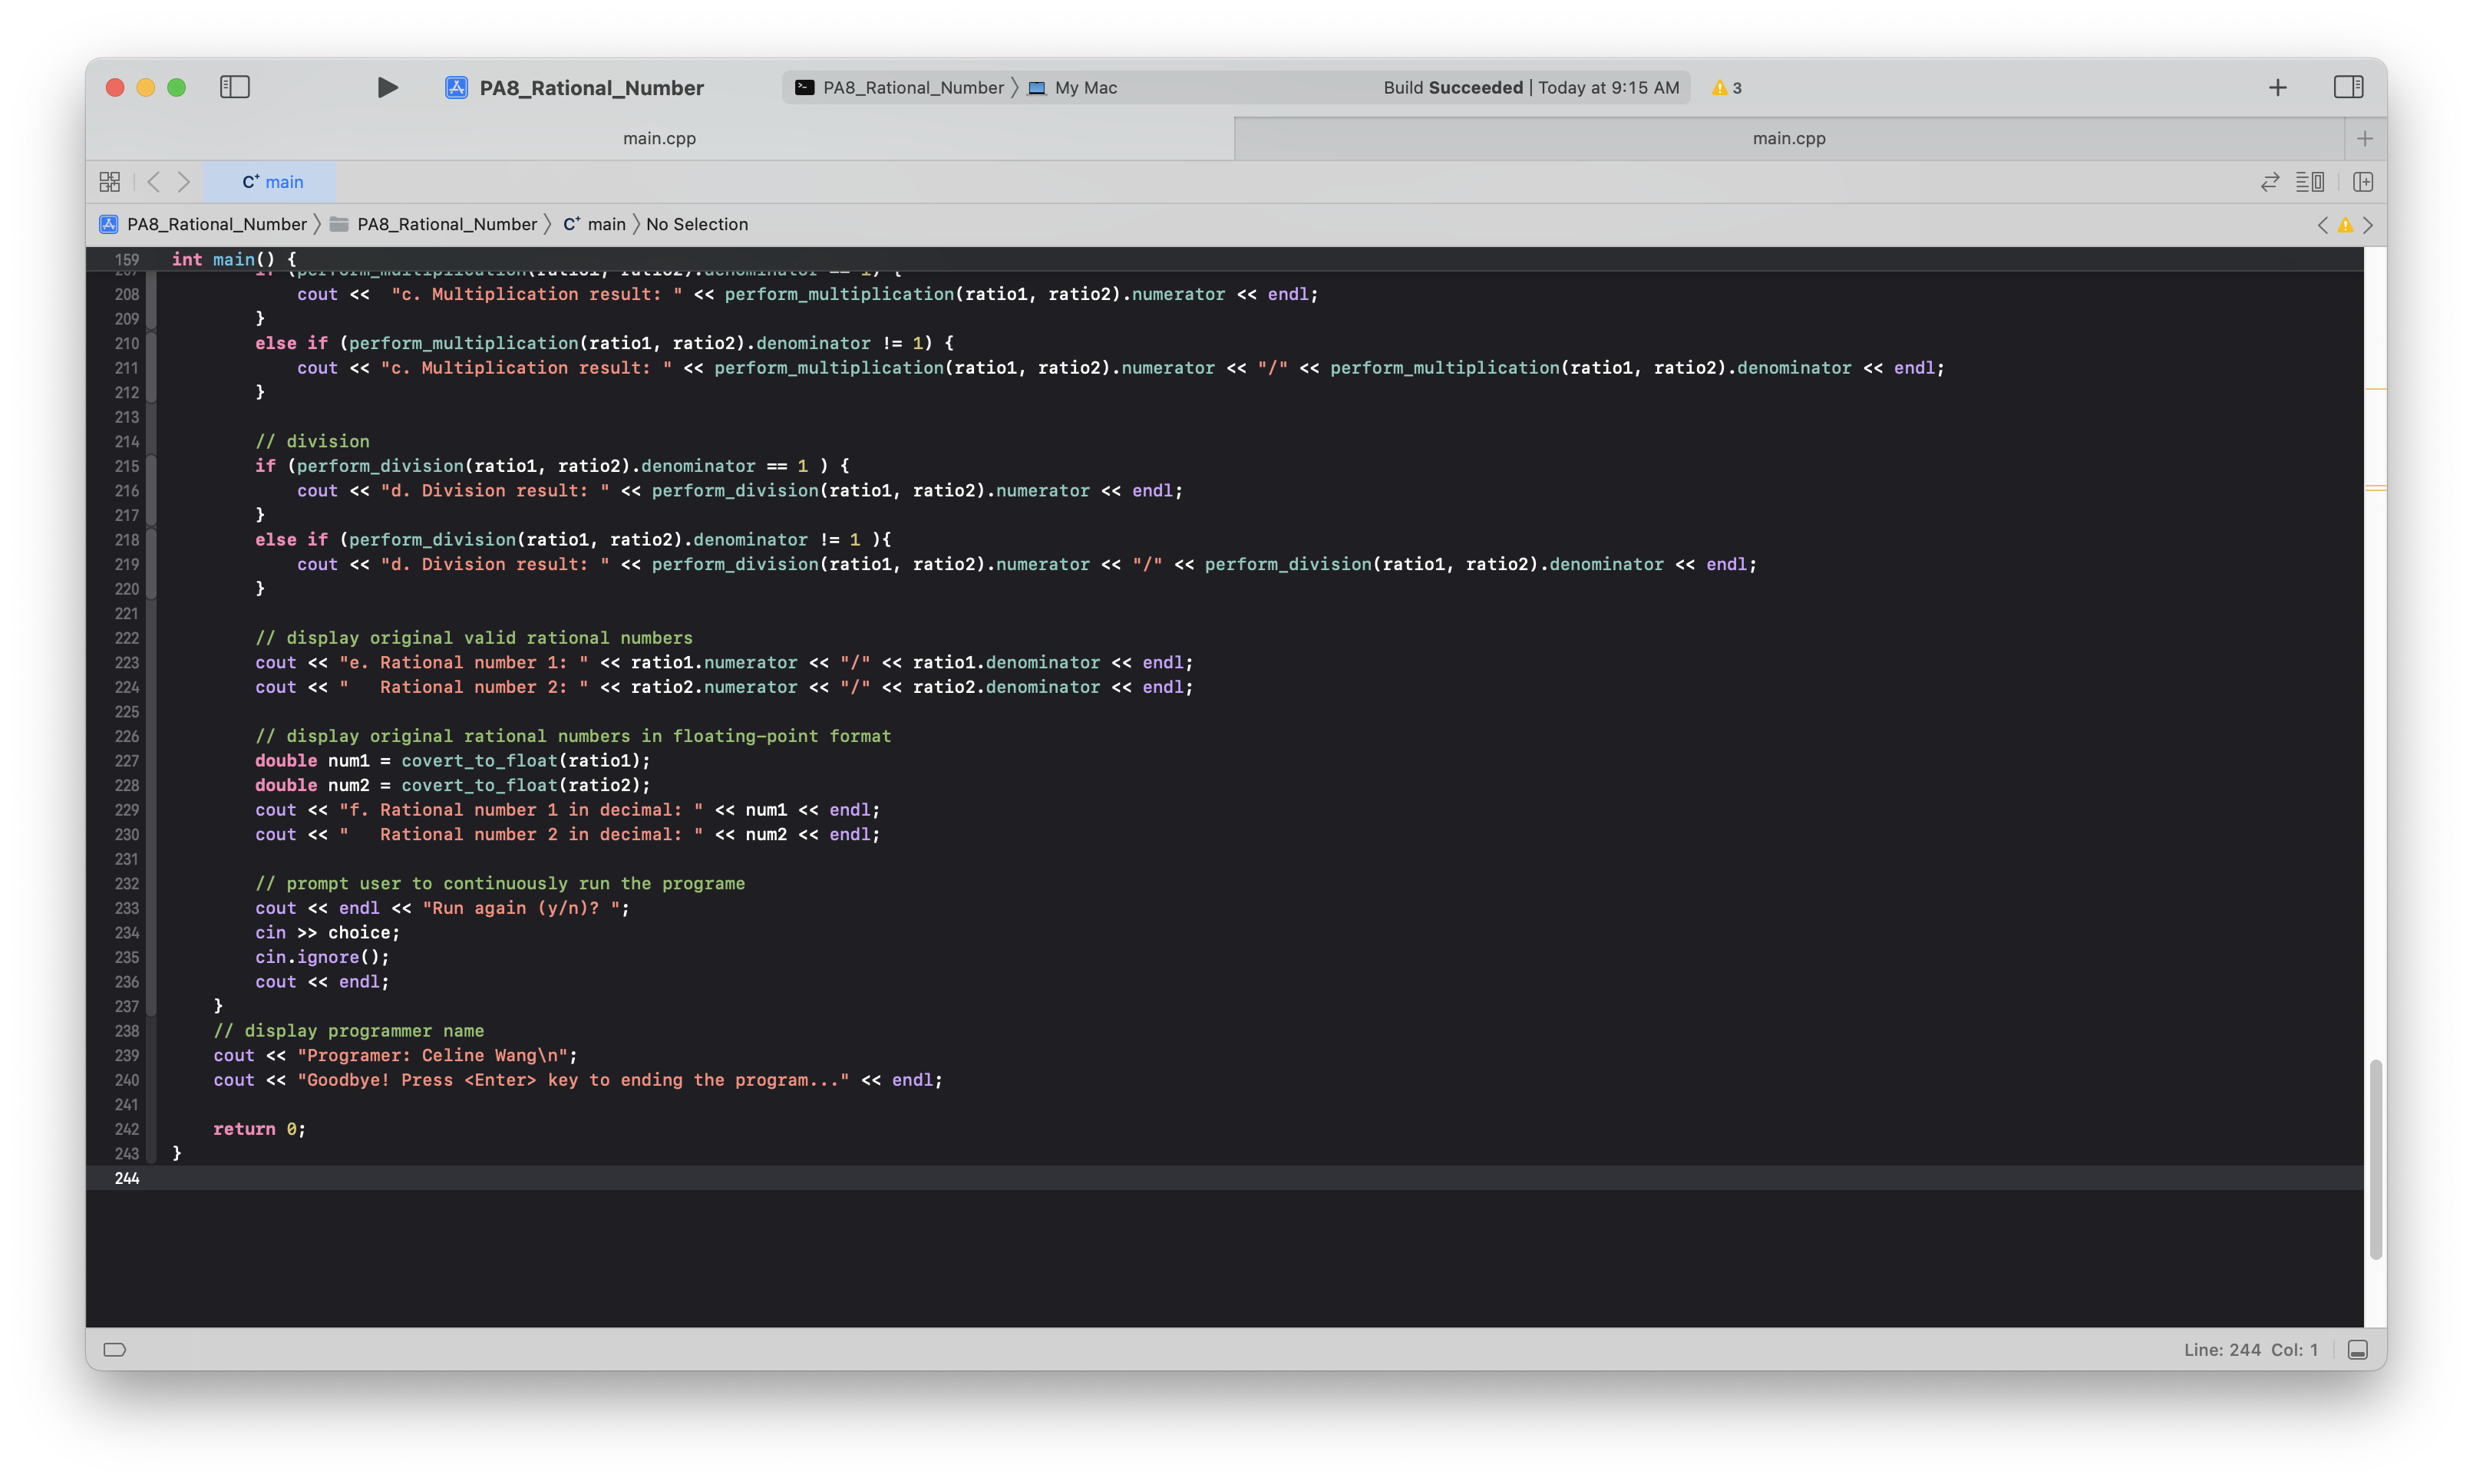 PA8_Rational_Number
PA8_Rational_Number 〉 My Mac
Build Succeeded | Today at 9:15 AM
3
main.cpp
main.cpp
C+ main
PA8_Rational_Number 〉 PA8_Rational_Number 〉 C+ main 〉 No Selection
159 int main() {
207 if (perform_multiplication(ratio1, ratio2).denominator == 1) {
208 cout <<  "c. Multiplication result: " << perform_multiplication(ratio1, ratio2).numerator << endl;
209 }
210 else if (perform_multiplication(ratio1, ratio2).denominator != 1) {
211 cout << "c. Multiplication result: " << perform_multiplication(ratio1, ratio2).numerator << "/" << perform_multiplication(ratio1, ratio2).denominator << endl;
212 }
213
214 // division
215 if (perform_division(ratio1, ratio2).denominator == 1 ) {
216 cout << "d. Division result: " << perform_division(ratio1, ratio2).numerator << endl;
217 }
218 else if (perform_division(ratio1, ratio2).denominator != 1 ){
219 cout << "d. Division result: " << perform_division(ratio1, ratio2).numerator << "/" << perform_division(ratio1, ratio2).denominator << endl;
220 }
221
222 // display original valid rational numbers
223 cout << "e. Rational number 1: " << ratio1.numerator << "/" << ratio1.denominator << endl;
224 cout << "   Rational number 2: " << ratio2.numerator << "/" << ratio2.denominator << endl;
225
226 // display original rational numbers in floating-point format
227 double num1 = covert_to_float(ratio1);
228 double num2 = covert_to_float(ratio2);
229 cout << "f. Rational number 1 in decimal: " << num1 << endl;
230 cout << "   Rational number 2 in decimal: " << num2 << endl;
231
232 // prompt user to continuously run the programe
233 cout << endl << "Run again (y/n)? ";
234 cin >> choice;
235 cin.ignore();
236 cout << endl;
237 }
238 // display programmer name
239 cout << "Programer: Celine Wang\n";
240 cout << "Goodbye! Press <Enter> key to ending the program..." << endl;
241
242 return 0;
243 }
244
Line: 244 Col: 1